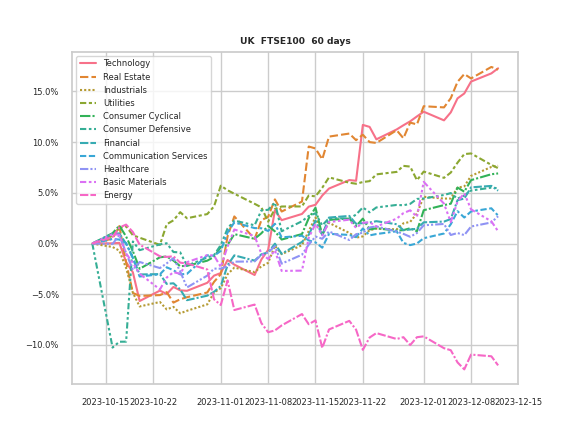 UK FTSE100 60 days
Technology
Real Estate
Industrials
Utilities
Consumer Cyclical
Consumer Defensive
Financial
Communication Services
Healthcare
Basic Materials
Energy
15.0%
10.0%
5.0%
0.0%
−5.0%
−10.0%
2023-10-15 2023-10-22 2023-11-01 2023-11-08 2023-11-15 2023-11-22 2023-12-01 2023-12-08 2023-12-15